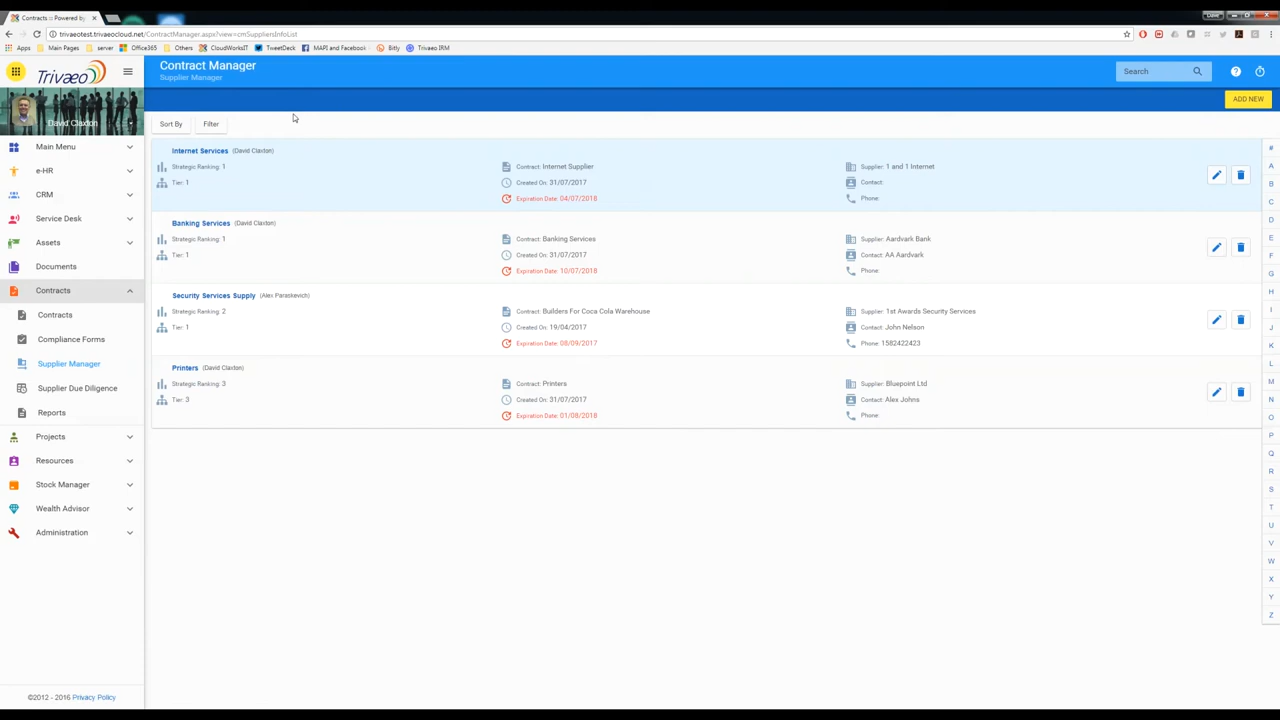 Contracts :: Powered by
Dave
trivaeotest.trivaeocloud.net/ContractManager.aspx?view=cmSuppliersInfoList
Apps Main Pages server Office365 Others CloudWorksIT TweetDeck MAPI and Facebook Bitly Trivaeo IRM
Trivaeo
Contract Manager
Supplier Manager
Search
ADD NEW
David Claxton
Main Menu
e-HR
CRM
Service Desk
Assets
Documents
Contracts
Contracts
Compliance Forms
Supplier Manager
Supplier Due Diligence
Reports
Projects
Resources
Stock Manager
Wealth Advisor
Administration
©2012 - 2016 Privacy Policy
Sort By Filter
Internet Services (David Claxton)
Strategic Ranking: 1 Contract: Internet Supplier Supplier: 1 and 1 Internet
Tier: 1 Created On: 31/07/2017 Contact:
Expiration Date: 04/07/2018 Phone:
Banking Services (David Claxton)
Strategic Ranking: 1 Contract: Banking Services Supplier: Aardvark Bank
Tier: 1 Created On: 31/07/2017 Contact: AA Aardvark
Expiration Date: 10/07/2018 Phone:
Security Services Supply (Alex Paraskevich)
Strategic Ranking: 2 Contract: Builders For Coca Cola Warehouse Supplier: 1st Awards Security Services
Tier: 1 Created On: 19/04/2017 Contact: John Nelson
Expiration Date: 08/09/2017 Phone: 1582422423
Printers (David Claxton)
Strategic Ranking: 3 Contract: Printers Supplier: Bluepoint Ltd
Tier: 3 Created On: 31/07/2017 Contact: Alex Johns
Expiration Date: 01/08/2018 Phone:
#
A
B
C
D
E
F
G
H
I
J
K
L
M
N
O
P
Q
R
S
T
U
V
W
X
Y
Z